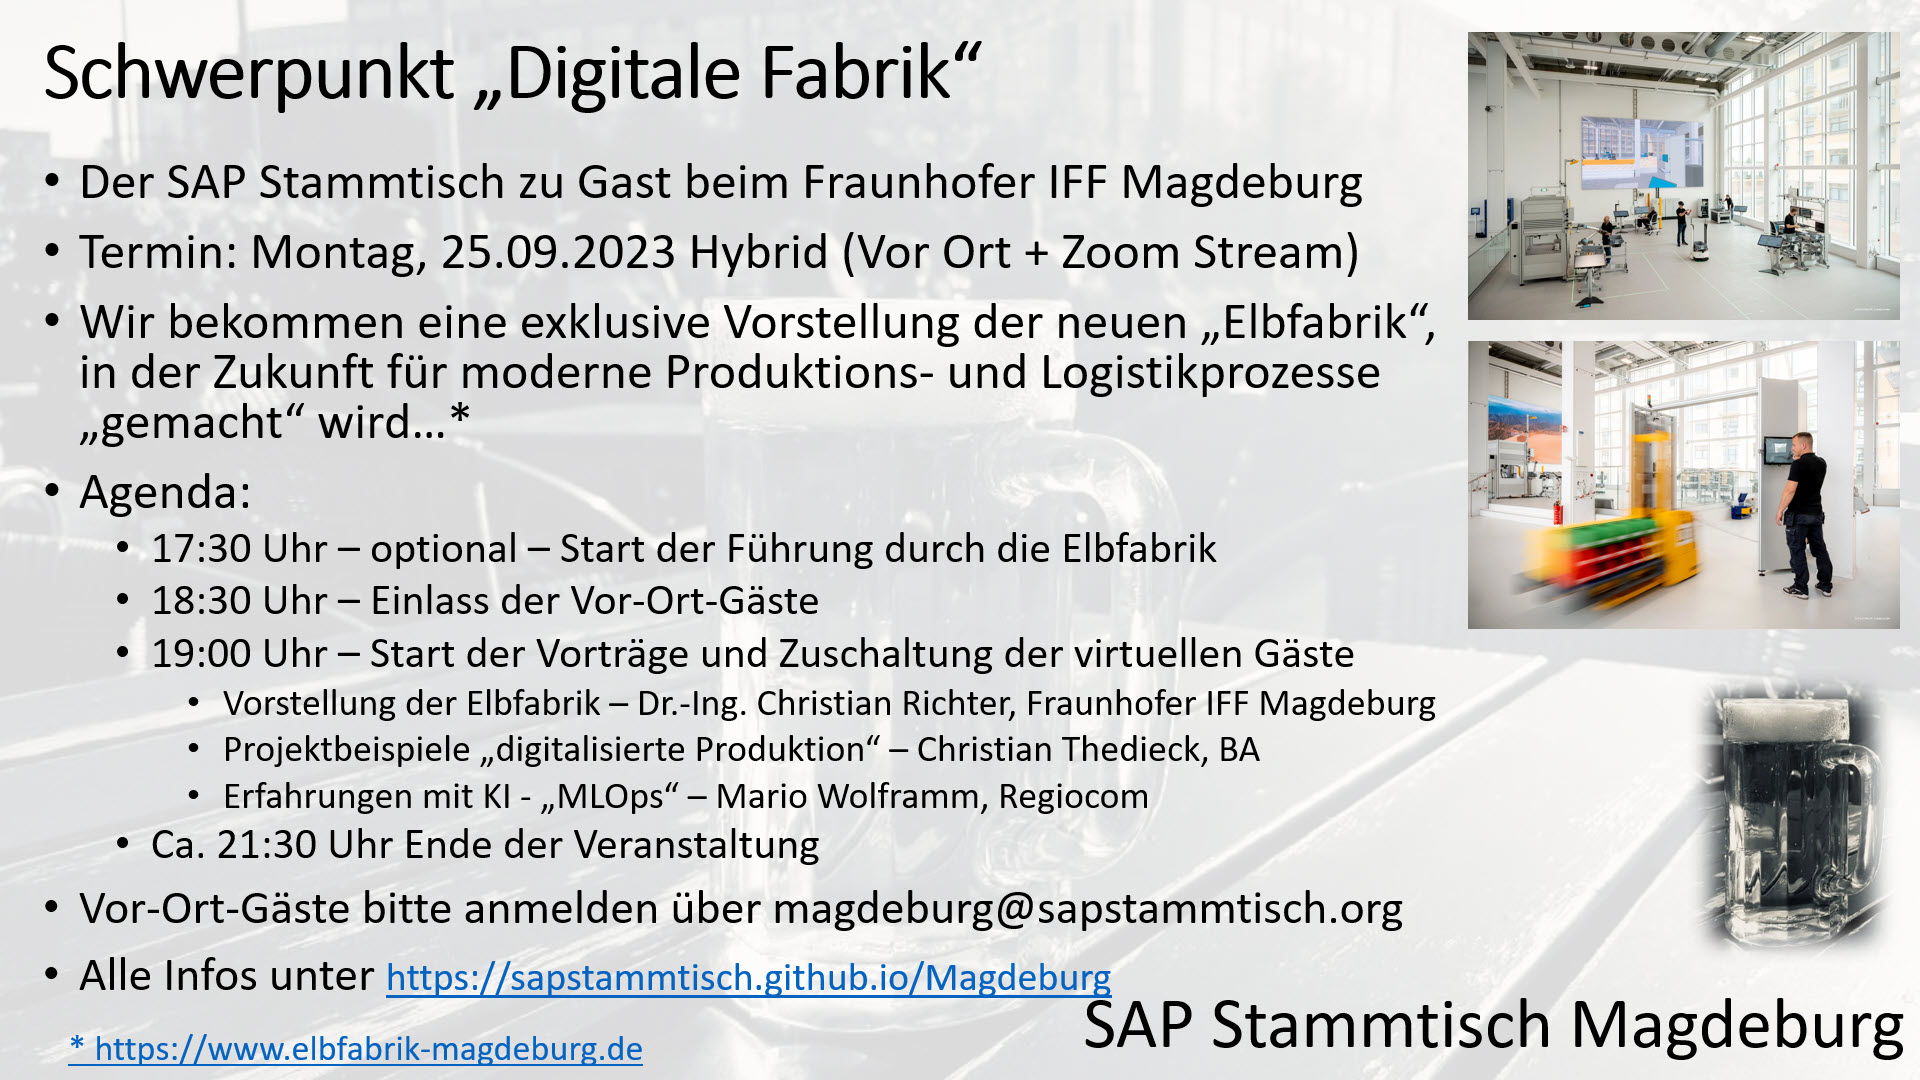 Schwerpunkt „Digitale Fabrik“
• Der SAP Stammtisch zu Gast beim Fraunhofer IFF Magdeburg
• Termin: Montag, 25.09.2023 Hybrid (Vor Ort + Zoom Stream)
• Wir bekommen eine exklusive Vorstellung der neuen „Elbfabrik“,
in der Zukunft für moderne Produktions- und Logistikprozesse
„gemacht“ wird...*
• Agenda:
• 17:30 Uhr – optional – Start der Führung durch die Elbfabrik
• 18:30 Uhr – Einlass der Vor-Ort-Gäste
• 19:00 Uhr – Start der Vorträge und Zuschaltung der virtuellen Gäste
• Vorstellung der Elbfabrik – Dr.-Ing. Christian Richter, Fraunhofer IFF Magdeburg
• Projektbeispiele „digitalisierte Produktion“ – Christian Thedieck, BA
• Erfahrungen mit KI - „MLOps“ – Mario Wolframm, Regiocom
• Ca. 21:30 Uhr Ende der Veranstaltung
• Vor-Ort-Gäste bitte anmelden über magdeburg@sapstammtisch.org
• Alle Infos unter https://sapstammtisch.github.io/Magdeburg
* https://www.elbfabrik-magdeburg.de
SAP Stammtisch Magdeburg